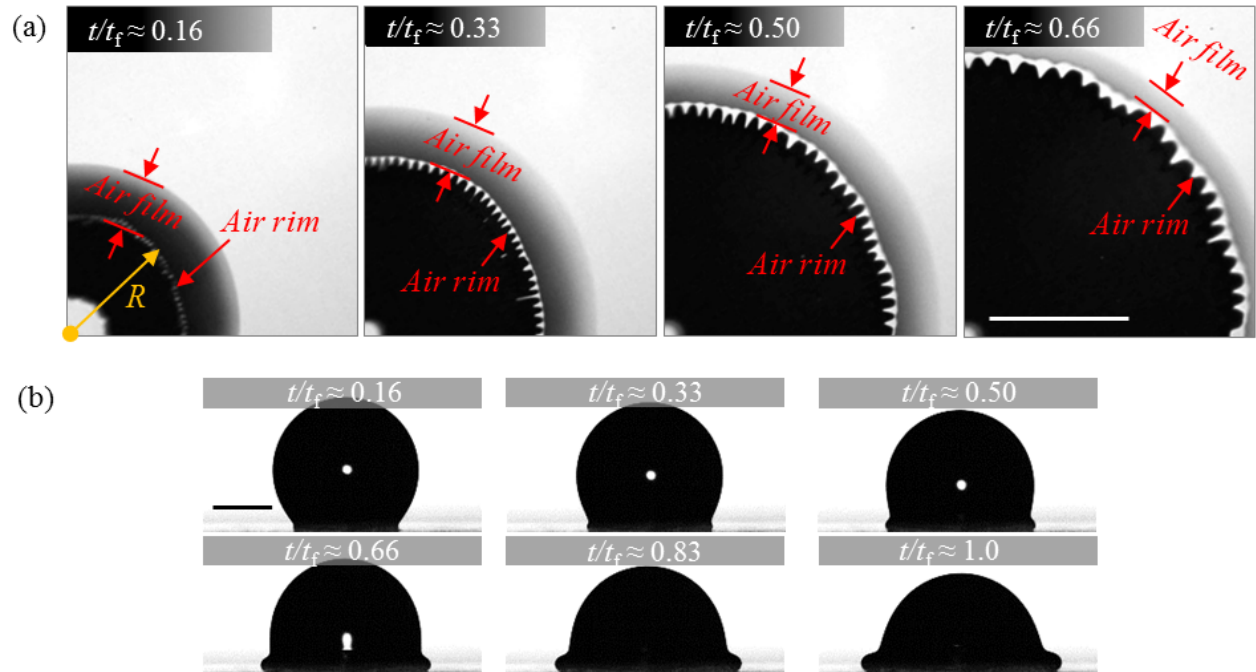 (a)
t/tf ≈ 0.16
t/tf ≈ 0.33
t/tf ≈ 0.50
t/tf ≈ 0.66
Air film
Air rim
R
Air film
Air rim
Air film
Air rim
Air film
Air rim
(b)
t/tf ≈ 0.16
t/tf ≈ 0.33
t/tf ≈ 0.50
t/tf ≈ 0.66
t/tf ≈ 0.83
t/tf ≈ 1.0